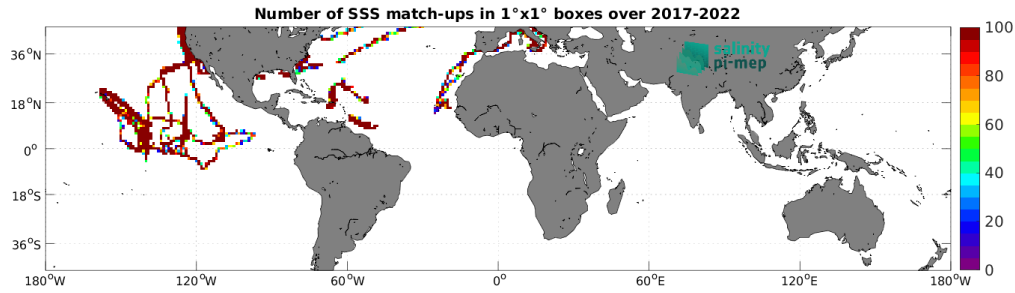 Number of SSS match-ups in 1°x1° boxes over 2017-2022
salinity
pi-mep
36°N
18°N
0°
18°S
36°S
180°W
120°W
60°W
0°
60°E
120°E
180°W
100
80
60
40
20
0